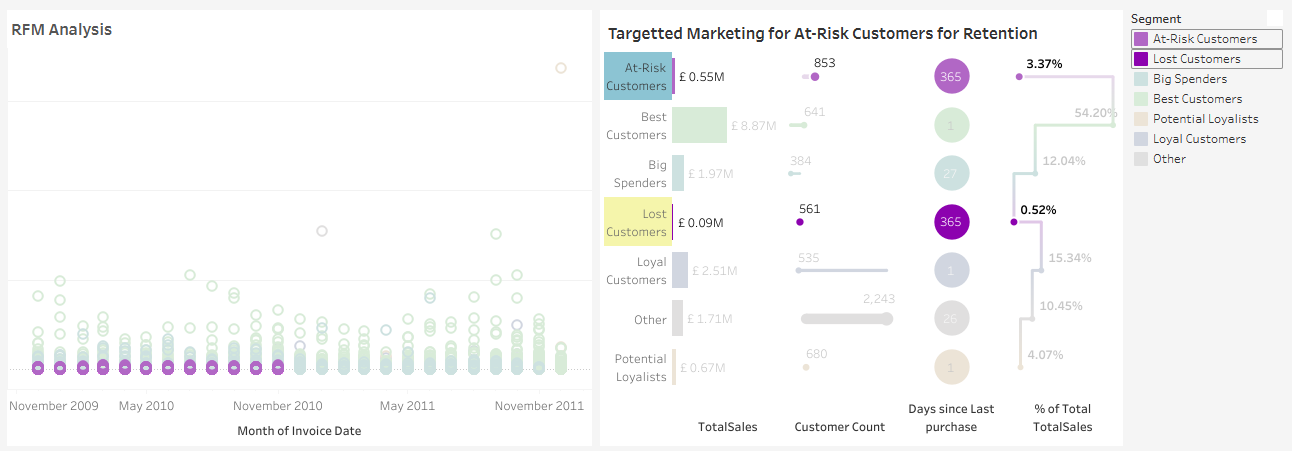 RFM Analysis
November 2009 May 2010 November 2010 May 2011 November 2011
Month of Invoice Date
Targetted Marketing for At-Risk Customers for Retention
At-Risk
Customers
£ 0.55M 853 365 3.37%
Best
Customers
£ 8.87M 641 1 54.20%
Big
Spenders
£ 1.97M 384 27 12.04%
Lost
Customers
£ 0.09M 561 365 0.52%
Loyal
Customers
£ 2.51M 535 1 15.34%
Other £ 1.71M 2,243 26 10.45%
Potential
Loyalists
£ 0.67M 680 1 4.07%
TotalSales Customer Count
Days since Last
purchase
% of Total
TotalSales
Segment
At-Risk Customers
Lost Customers
Big Spenders
Best Customers
Potential Loyalists
Loyal Customers
Other